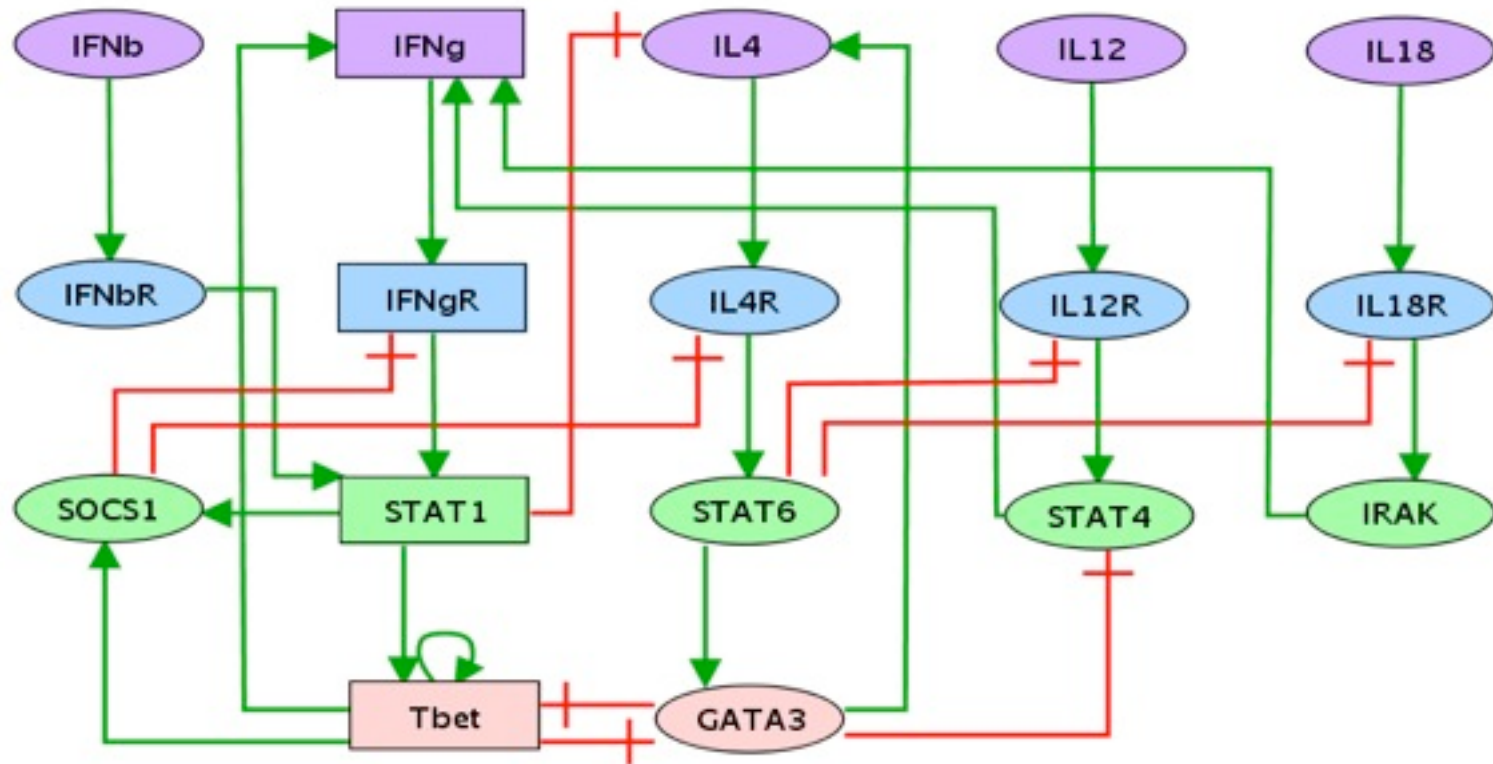 IFNb
IFNg
IL4
IL12
IL18
IFNbR
IFNgR
IL4R
IL12R
IL18R
SOCS1
STAT1
STAT6
STAT4
IRAK
Tbet
GATA3